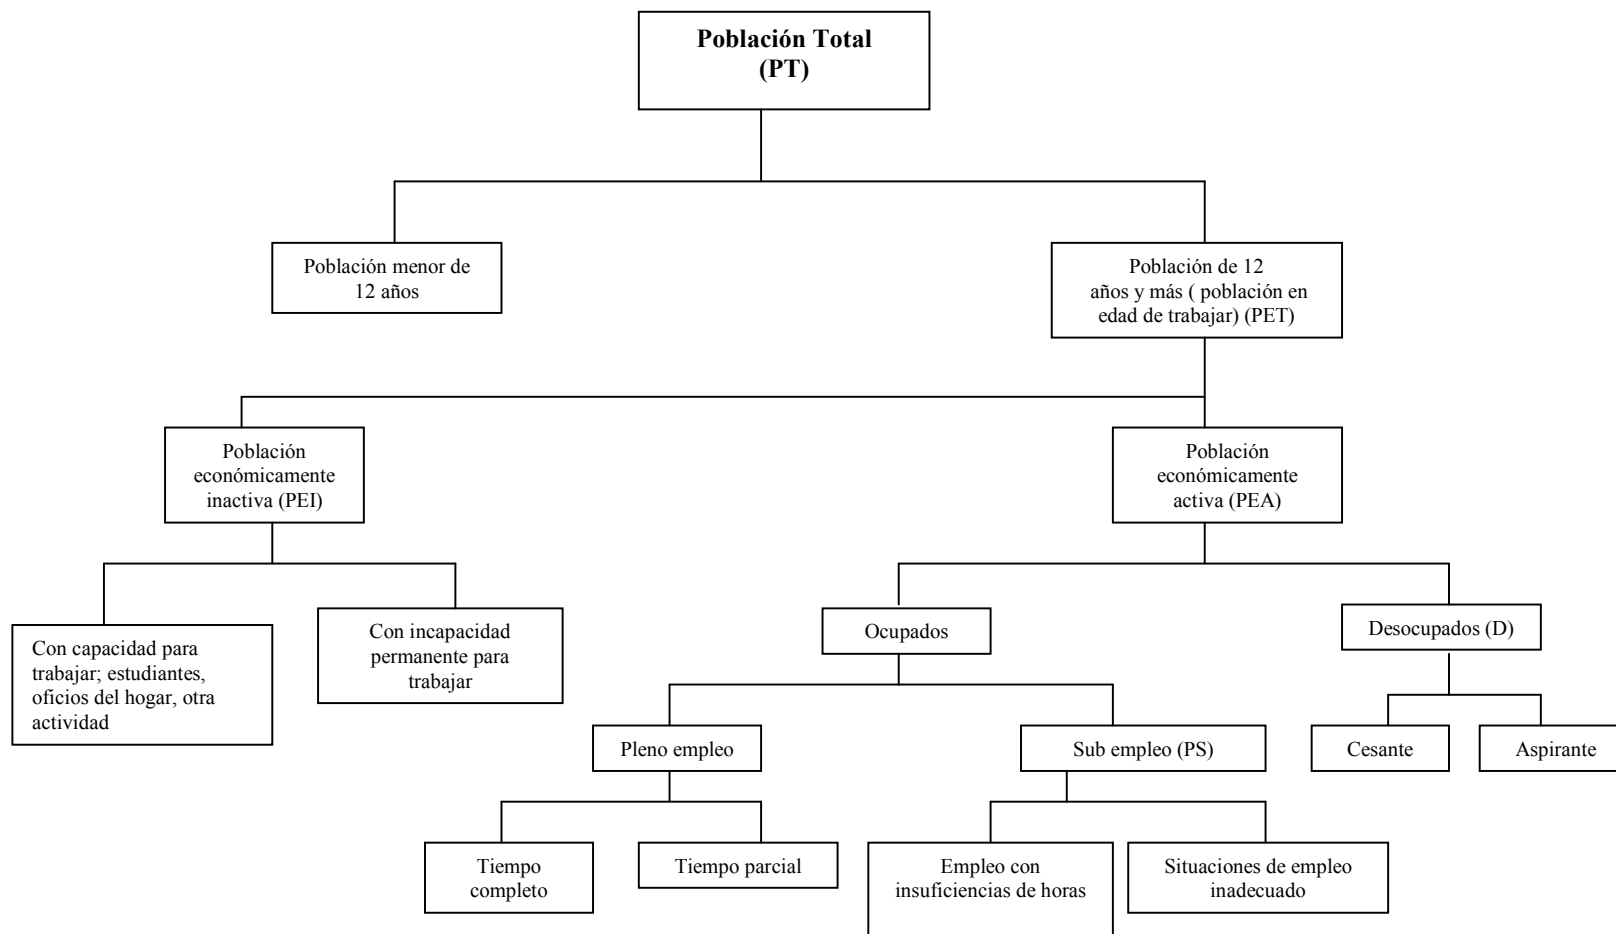 Población Total
(PT)
Población menor de
12 años
Población de 12
años y más ( población en
edad de trabajar) (PET)
Población
económicamente
inactiva (PEI)
Población
económicamente
activa (PEA)
Con capacidad para
trabajar; estudiantes,
oficios del hogar, otra
actividad
Con incapacidad
permanente para
trabajar
Ocupados
Desocupados (D)
Pleno empleo
Sub empleo (PS)
Cesante
Aspirante
Tiempo
completo
Tiempo parcial
Empleo con
insuficiencias de horas
Situaciones de empleo
inadecuado